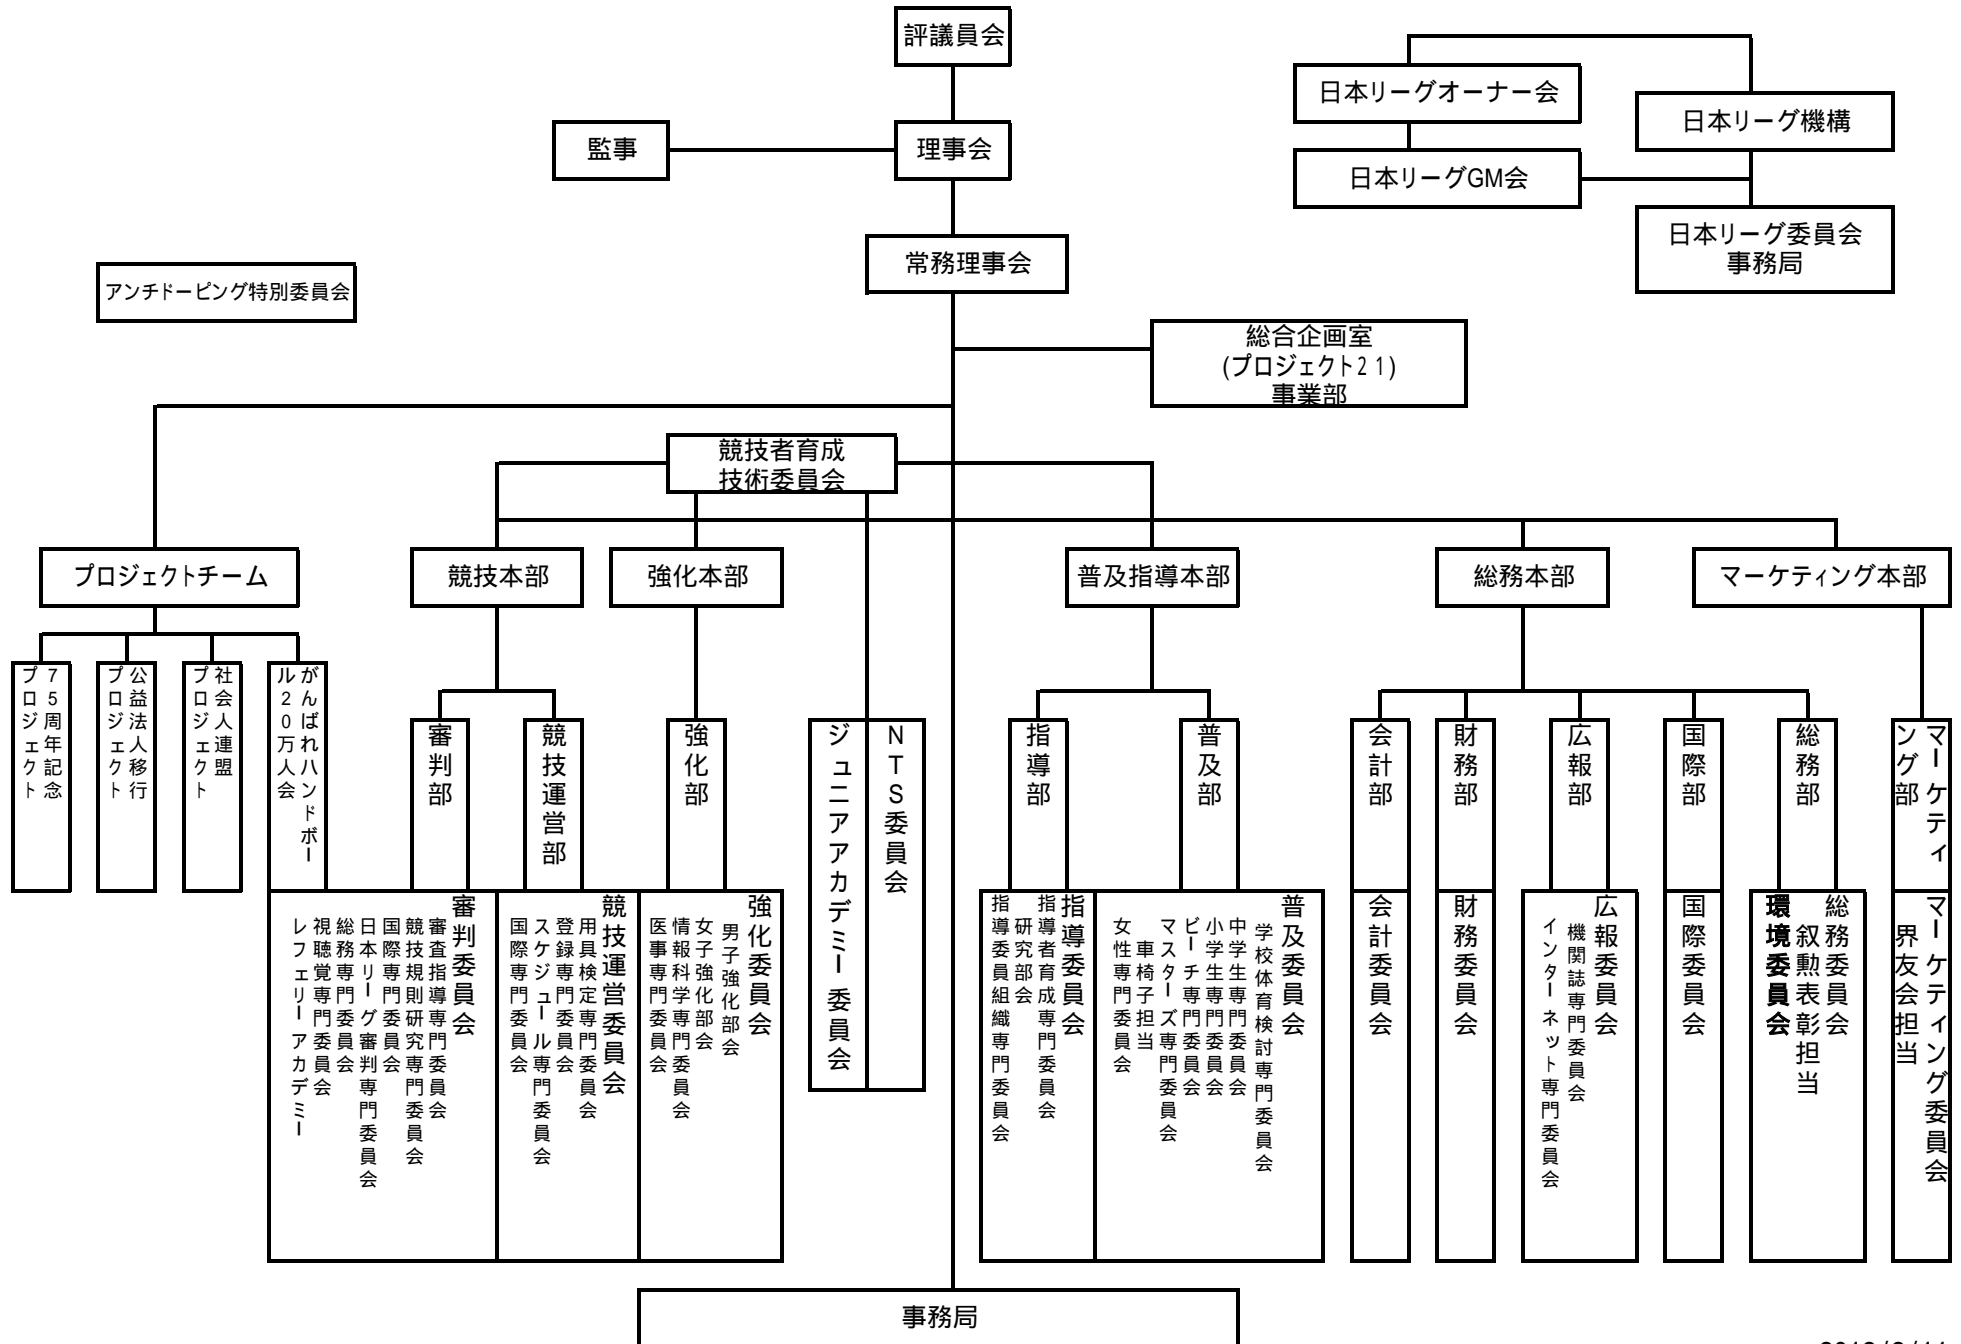 評議員会
日本リーグオーナー会
日本リーグ機構
監事
理事会
日本リーグGM会
常務理事会
日本リーグ委員会
事務局
アンチドーピング特別委員会
総合企画室
(プロジェクト21)
事業部
競技者育成
技術委員会
プロジェクトチーム
競技本部
強化本部
普及指導本部
総務本部
マーケティング本部
75周年記念
プロジェクト
公益法人移行
プロジェクト
社会人連盟
プロジェクト
がんばれハンドボー
ル20万人会
審判部
競技運営部
強化部
ジュニアアカデミー委員会
NTS委員会
指導部
普及部
会計部
財務部
広報部
国際部
総務部
マーケティ
ング部
審判委員会
審査指導専門委員会
競技規則研究専門委員会
国際専門委員会
日本リーグ審判専門委員会
総務専門委員会
視聴覚専門委員会
レフェリーアカデミー
競技運営委員会
用具検定専門委員会
登録専門委員会
スケジュール専門委員会
国際専門委員会
強化委員会
男子強化部会
女子強化部会
情報科学専門委員会
医事専門委員会
指導委員会
指導者育成専門委員会
研究部会
指導委員組織専門委員会
普及委員会
学校体育検討専門委員会
中学生専門委員会
小学生専門委員会
ビーチ専門委員会
マスターズ専門委員会
車椅子担当
女性専門委員会
会計委員会
財務委員会
広報委員会
機関誌専門委員会
インターネット専門委員会
国際委員会
総務委員会
叙勲表彰担当
環境委員会
マーケティング委員会
界友会担当
事務局